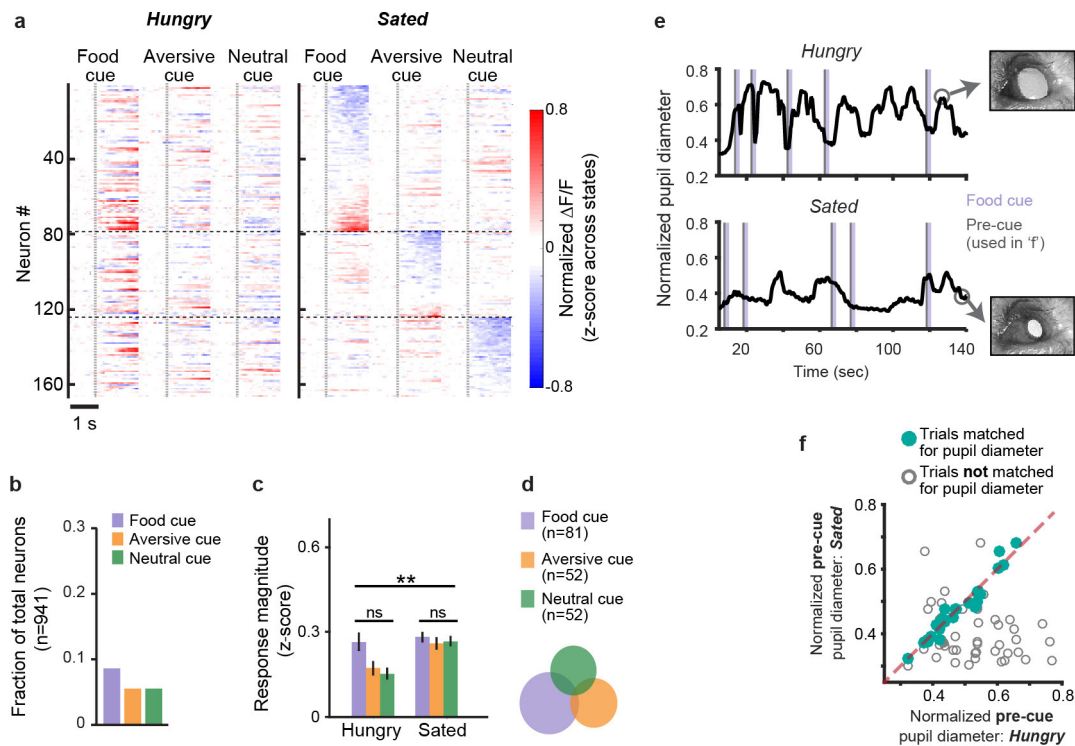 a
Hungry
Sated
Food cue
Aversive cue
Neutral cue
Food cue
Aversive cue
Neutral cue
Neuron #
40
80
120
160
1 s
0.8
0
-0.8
Normalized ΔF/F
(z-score across states)
b
Food cue
Aversive cue
Neutral cue
Fraction of total neurons
(n=941)
0.3
0.2
0.1
0
c
Response magnitude
(z-score)
0.6
0.3
0
**
ns
ns
Hungry
Sated
d
Food cue
(n=81)
Aversive cue
(n=52)
Neutral cue
(n=52)
e
Hungry
Normalized pupil diameter
0.8
0.6
0.4
0.2
Sated
0.8
0.6
0.4
0.2
20
60
100
140
Time (sec)
Food cue
Pre-cue
(used in ‘f’)
f
Trials matched
for pupil diameter
Trials not matched
for pupil diameter
Normalized pre-cue
pupil diameter: Sated
0.8
0.6
0.4
0.4
0.6
0.8
Normalized pre-cue
pupil diameter: Hungry